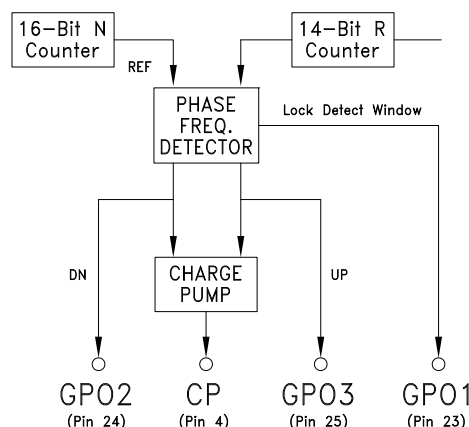 16-Bit N
Counter
14-Bit R
Counter
REF
PHASE
FREQ.
DETECTOR
Lock Detect Window
DN
CHARGE
PUMP
UP
GPO2
(Pin 24)
CP
(Pin 4)
GPO3
(Pin 25)
GPO1
(Pin 23)